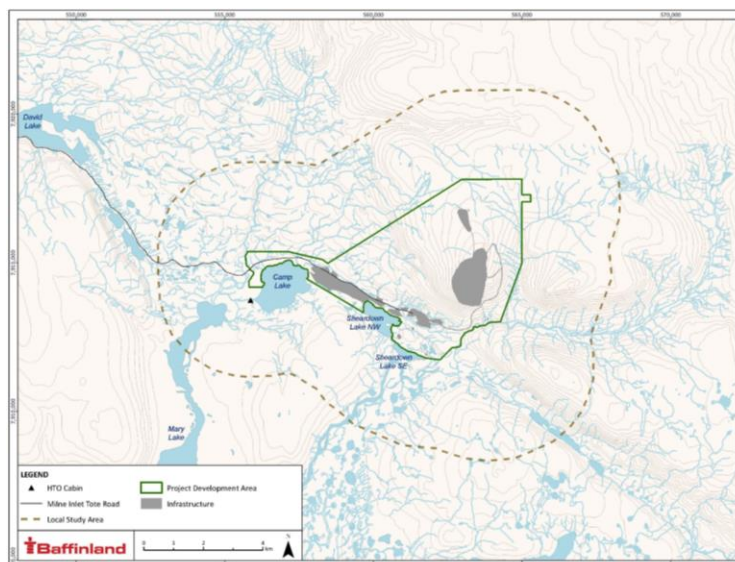 550,000 555,000 560,000 565,000 570,000
David
Lake
Camp
Lake
Sheardown
Lake NW
Sheardown
Lake SE
Mary
Lake
LEGEND
HTO Cabin
Milne Inlet Tote Road
Local Study Area
Project Development Area
Infrastructure
Baffinland
0 1 2 4
km
N